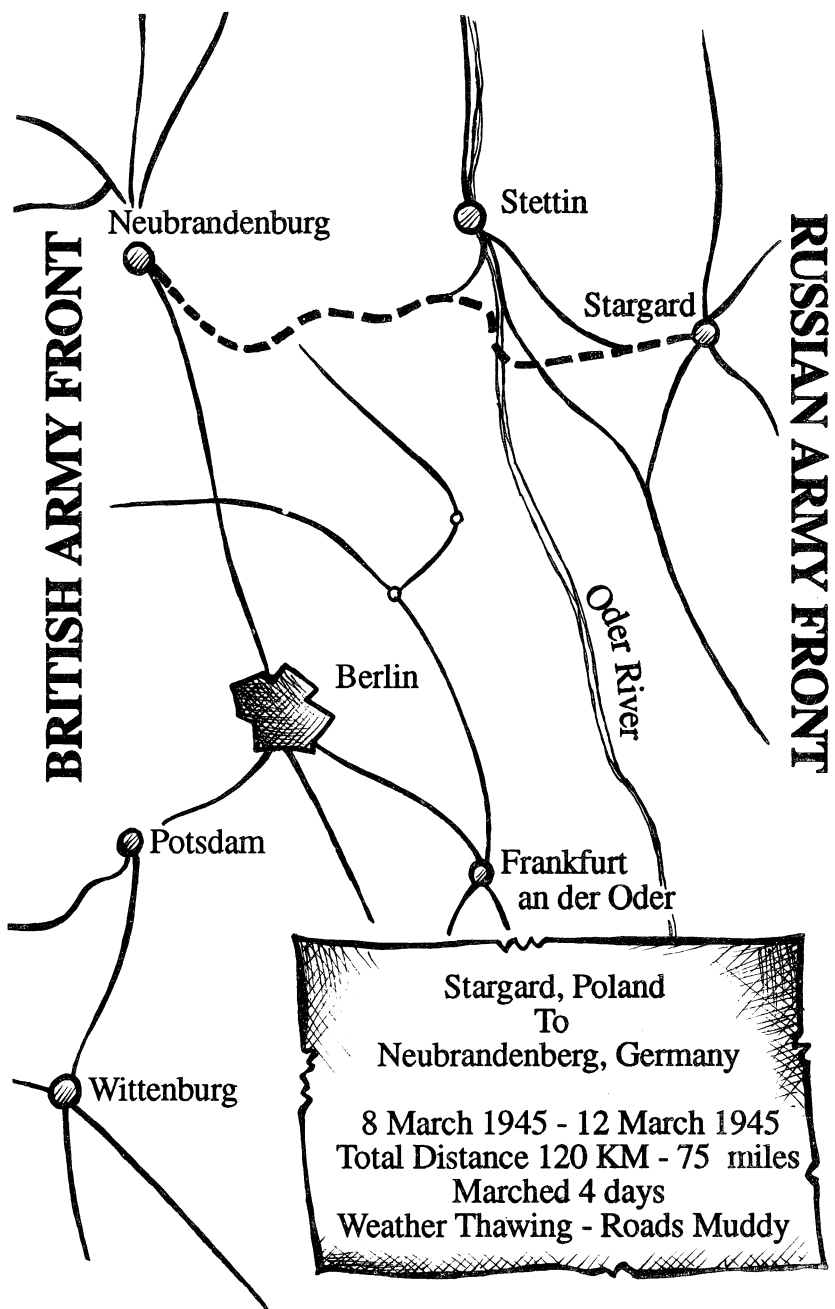 Stettin
Neubrandenburg
Stargard
BRITISH ARMY FRONT
RUSSIAN ARMY FRONT
Oder River
Berlin
Potsdam
Frankfurt
an der Oder
Wittenburg
Stargard, Poland
To
Neubrandenberg, Germany
8 March 1945 - 12 March 1945
Total Distance 120 KM - 75 miles
Marched 4 days
Weather Thawing - Roads Muddy